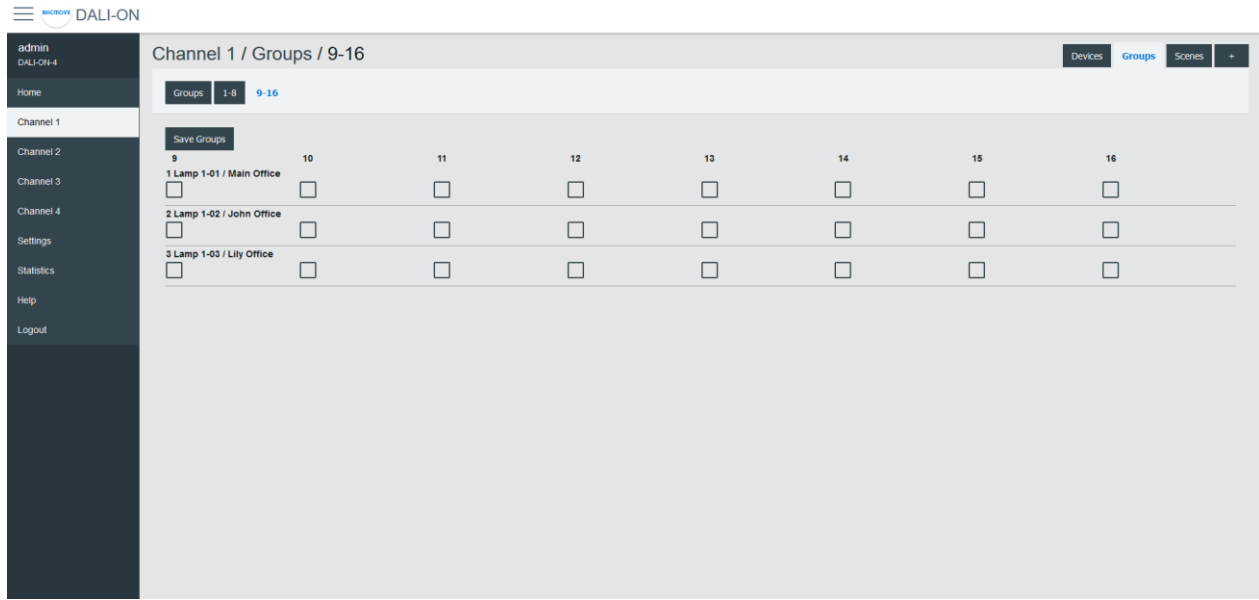 DALI-ON
admin
DALI-ON-4
Home
Channel 1
Channel 2
Channel 3
Channel 4
Settings
Statistics
Help
Logout
Channel 1 / Groups / 9-16
Devices Groups Scenes +
Groups 1-8 9-16
Save Groups
9 10 11 12 13 14 15 16
1 Lamp 1-01 / Main Office
2 Lamp 1-02 / John Office
3 Lamp 1-03 / Lily Office